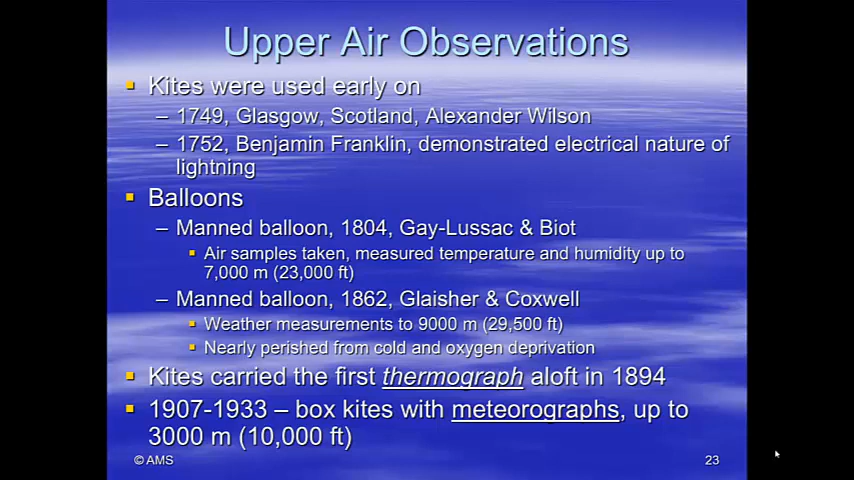 Upper Air Observations
Kites were used early on
– 1749, Glasgow, Scotland, Alexander Wilson
– 1752, Benjamin Franklin, demonstrated electrical nature of
lightning
Balloons
– Manned balloon, 1804, Gay-Lussac & Biot
Air samples taken, measured temperature and humidity up to
7,000 m (23,000 ft)
– Manned balloon, 1862, Glaisher & Coxwell
Weather measurements to 9000 m (29,500 ft)
Nearly perished from cold and oxygen deprivation
Kites carried the first thermograph aloft in 1894
1907-1933 – box kites with meteorographs, up to
3000 m (10,000 ft)
© AMS
23